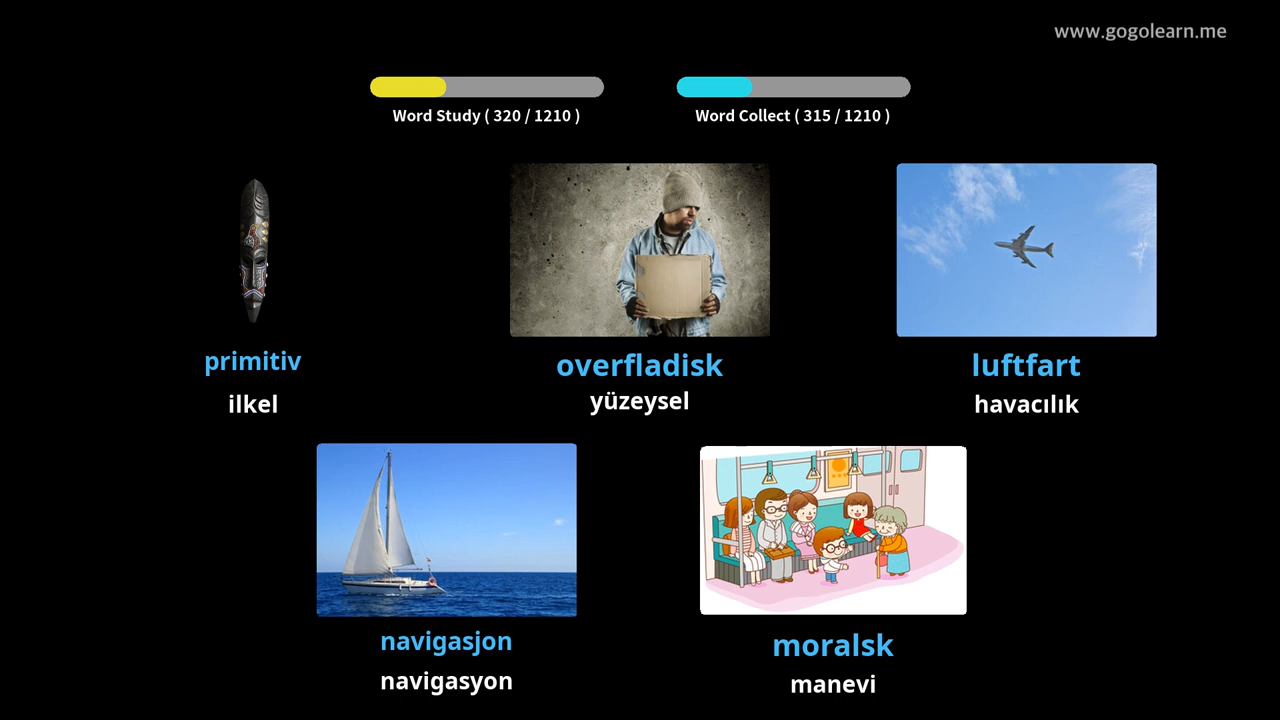 www.gogolearn.me
Word Study ( 320 / 1210 )
Word Collect ( 315 / 1210 )
primitiv
ilkel
overfladisk
yüzeysel
luftfart
havacılık
navigasjon
navigasyon
moralsk
manevi